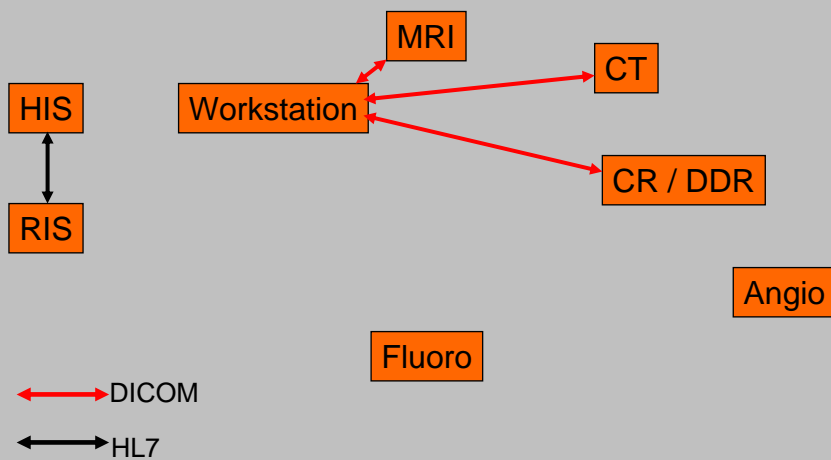 MRI
CT
HIS
Workstation
CR / DDR
RIS
Angio
Fluoro
DICOM
HL7